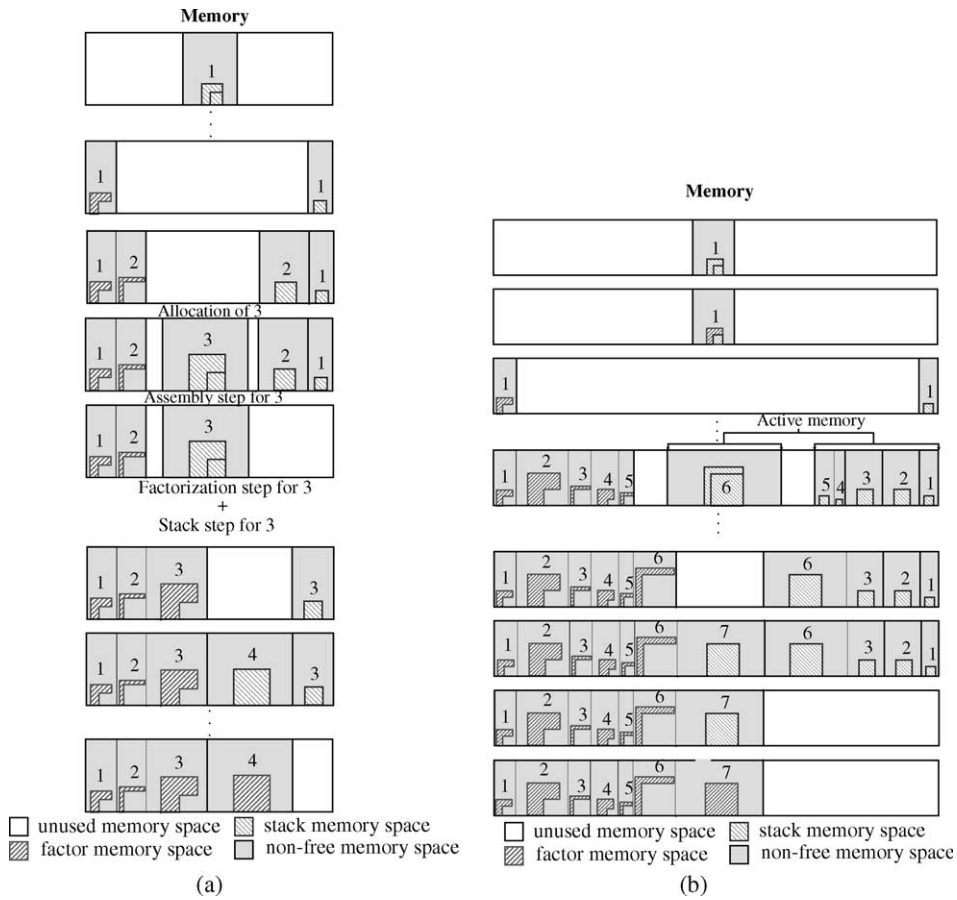 Memory
1
1 1
1 2 2 1
Allocation of 3
1 2 3 2 1
Assembly step for 3
1 2 3
Factorization step for 3
+
Stack step for 3
1 2 3 3
1 2 3 4 3
1 2 3 4
unused memory space stack memory space
factor memory space non-free memory space
(a)
Memory
1
1
1 1
Active memory
1 2 3 4 5 6 5 4 3 2 1
1 2 3 4 5 6 6 3 2 1
1 2 3 4 5 6 7 6 3 2 1
1 2 3 4 5 6 7
1 2 3 4 5 6 7
unused memory space stack memory space
factor memory space non-free memory space
(b)